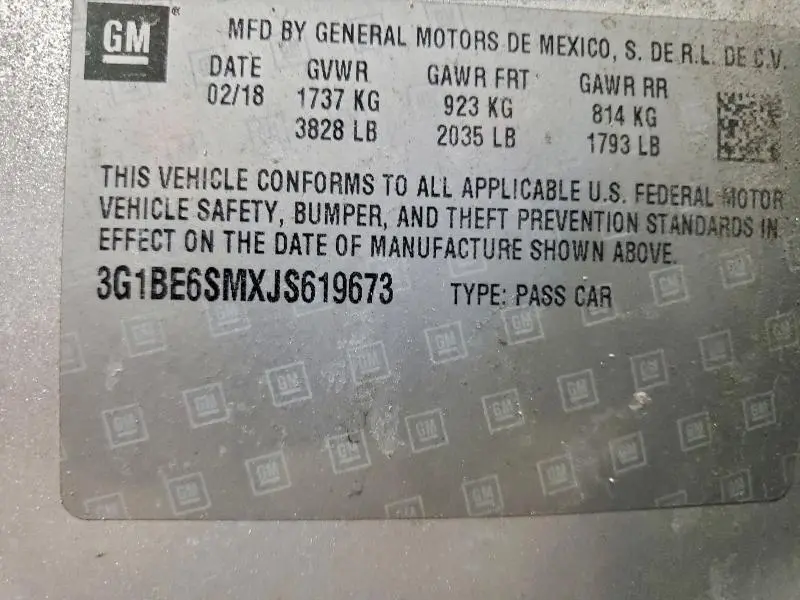 GM®
MFD BY GENERAL MOTORS DE MEXICO, S. DE R.L. DE C.V.
DATE GVWR GAWR FRT GAWR RR
02/18 1737 KG 923 KG 814 KG
3828 LB 2035 LB 1793 LB
THIS VEHICLE CONFORMS TO ALL APPLICABLE U.S. FEDERAL MOTOR
VEHICLE SAFETY, BUMPER, AND THEFT PREVENTION STANDARDS IN
EFFECT ON THE DATE OF MANUFACTURE SHOWN ABOVE.
3G1BE6SMXJS619673 TYPE: PASS CAR